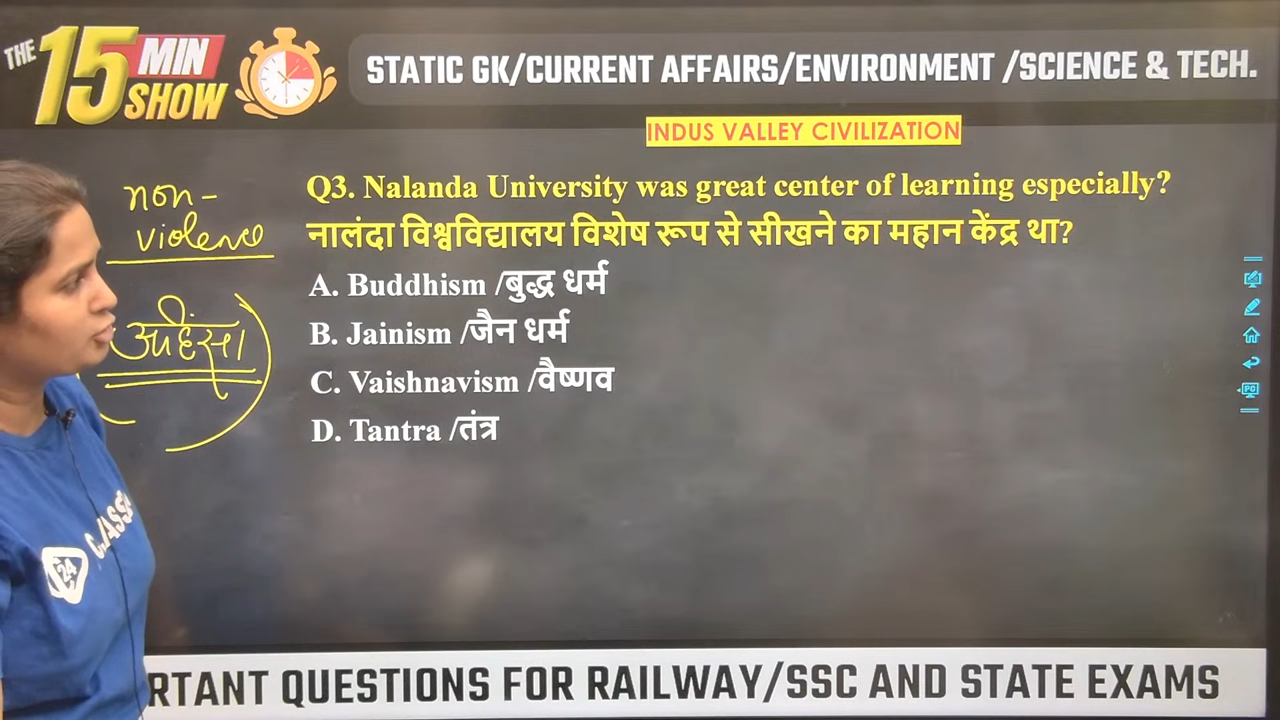 THE 15 MIN SHOW
STATIC GK/CURRENT AFFAIRS/ENVIRONMENT /SCIENCE & TECH.
INDUS VALLEY CIVILIZATION
non-
violence
अहिंसा
Q3. Nalanda University was great center of learning especially?
नालंदा विश्वविद्यालय विशेष रूप से सीखने का महान केंद्र था?
A. Buddhism /बुद्ध धर्म
B. Jainism /जैन धर्म
C. Vaishnavism /वैष्णव
D. Tantra /तंत्र
24
RTANT QUESTIONS FOR RAILWAY/SSC AND STATE EXAMS